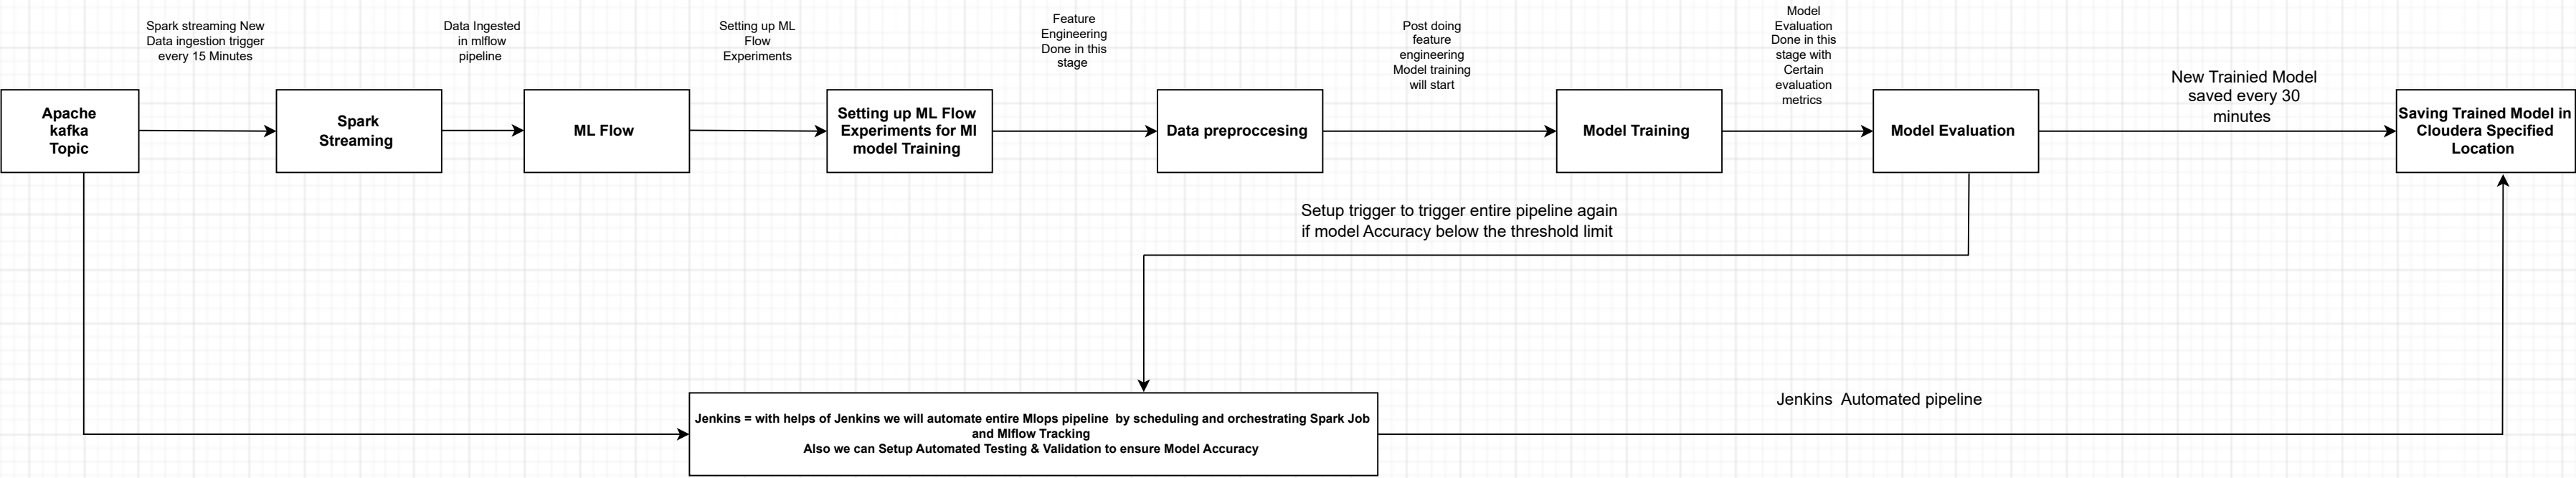 Spark streaming New
Data ingestion trigger
every 15 Minutes
Data Ingested
in mlflow
pipeline
Setting up ML
Flow
Experiments
Feature
Engineering
Done in this
stage
Post doing
feature
engineering
Model training
will start
Model
Evaluation
Done in this
stage with
Certain
evaluation
metrics
New Trainied Model
saved every 30
minutes
Apache
kafka
Topic
Spark
Streaming
ML Flow
Setting up ML Flow
Experiments for Ml
model Training
Data preproccesing
Model Training
Model Evaluation
Saving Trained Model in
Cloudera Specified
Location
Setup trigger to trigger entire pipeline again
if model Accuracy below the threshold limit
Jenkins = with helps of Jenkins we will automate entire Mlops pipeline by scheduling and orchestrating Spark Job
and Mlflow Tracking
Also we can Setup Automated Testing & Validation to ensure Model Accuracy
Jenkins Automated pipeline